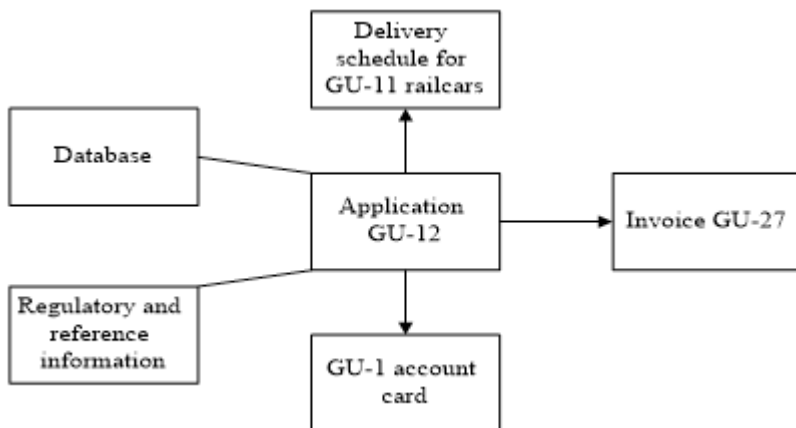 Delivery
schedule for
GU-11 railcars
Database
Application
GU-12
Invoice GU-27
Regulatory and
reference
information
GU-1 account
card